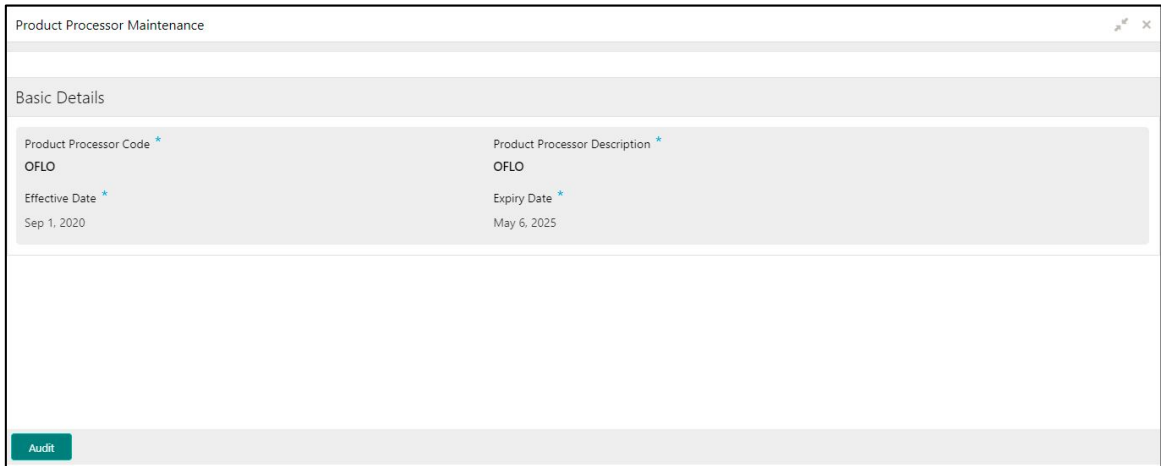 Product Processor Maintenance
Basic Details
Product Processor Code * Product Processor Description *
OFLO OFLO
Effective Date * Expiry Date *
Sep 1, 2020 May 6, 2025
Audit